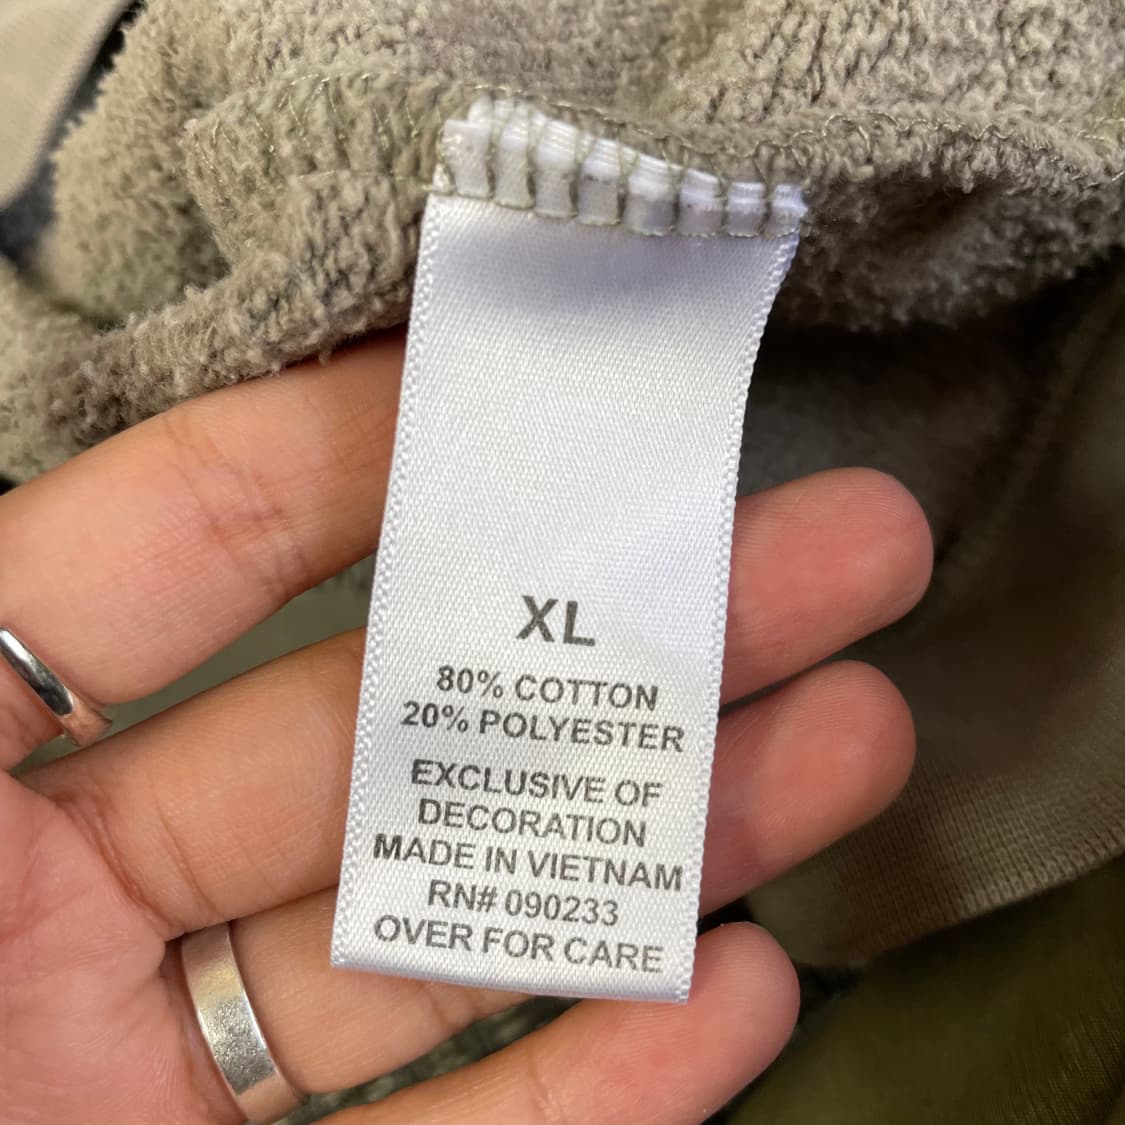 XL
80% COTTON
20% POLYESTER
EXCLUSIVE OF
DECORATION
MADE IN VIETNAM
RN# 090233
OVER FOR CARE